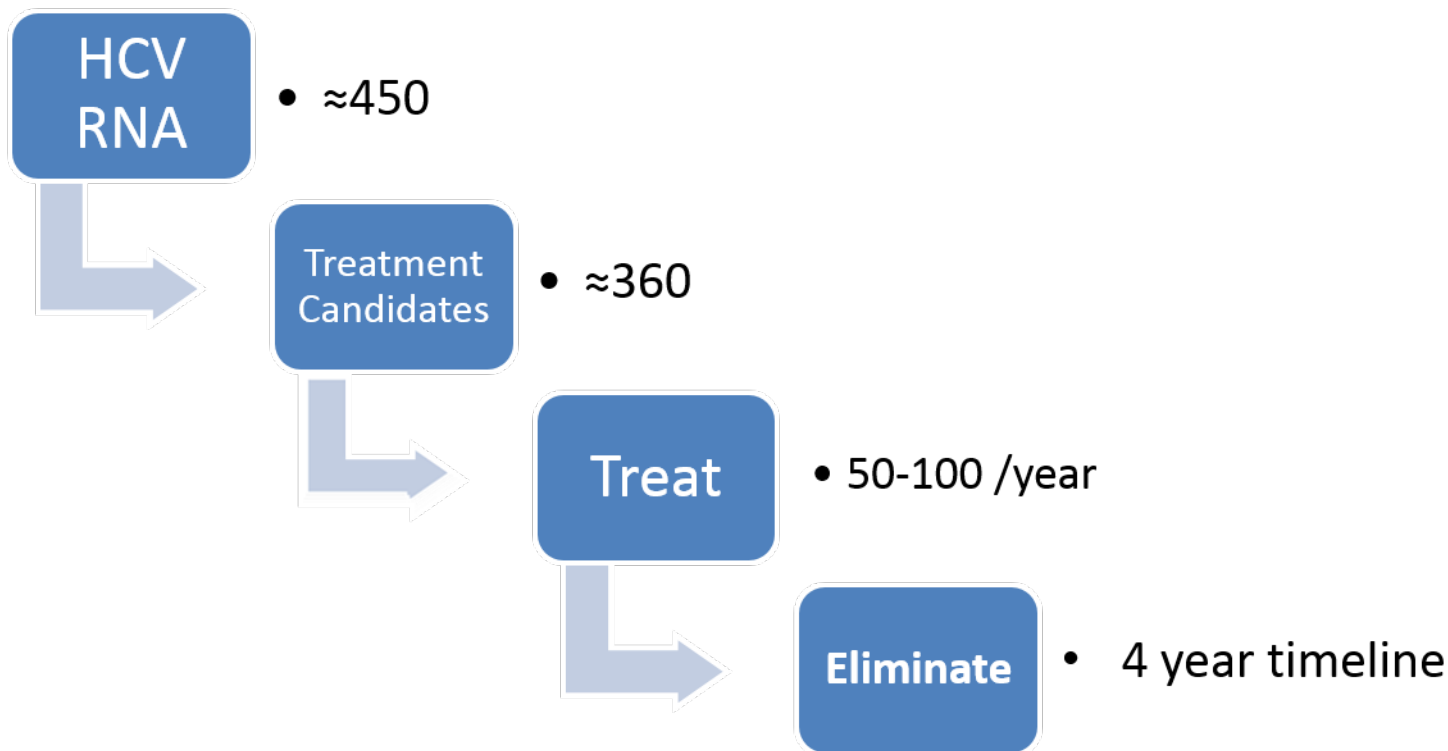 HCV
RNA
• ≈450
Treatment
Candidates
• ≈360
Treat
• 50-100 /year
Eliminate
• 4 year timeline